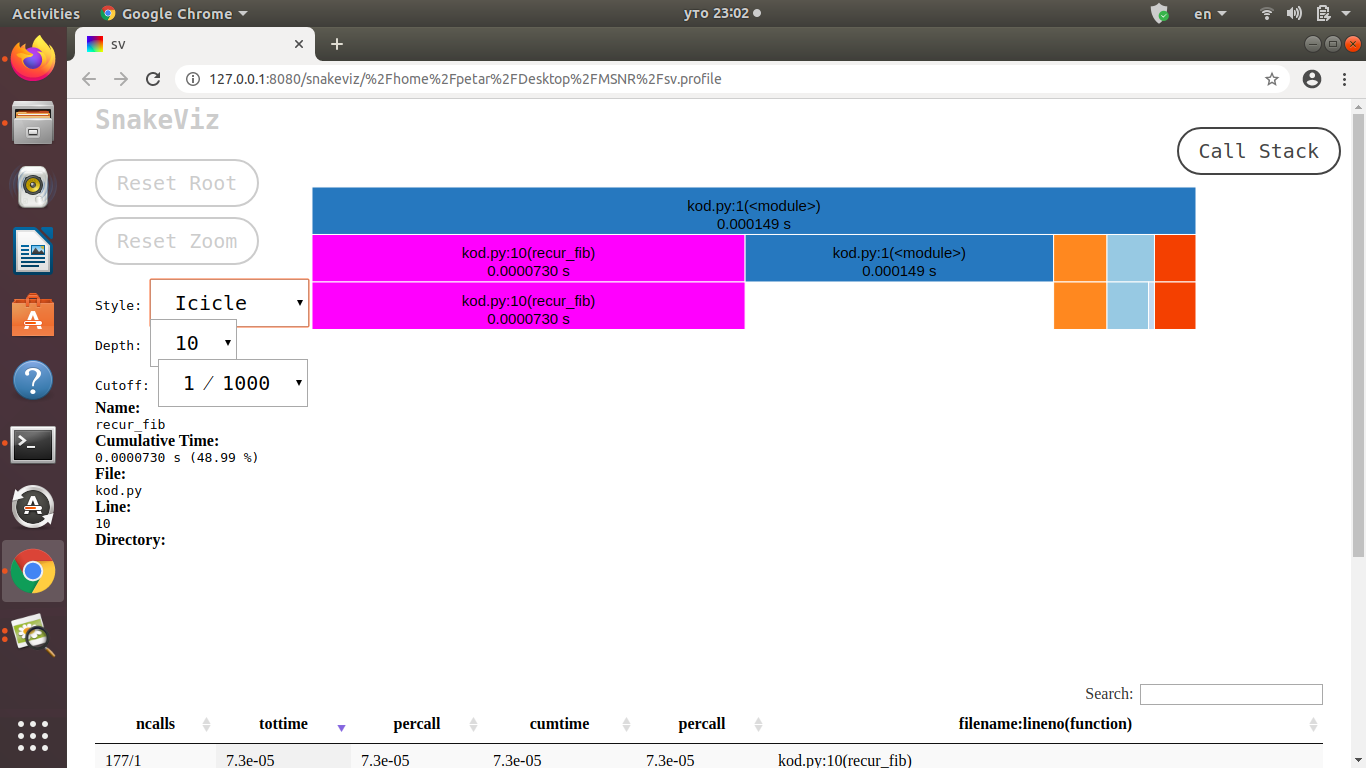 Activities
Google Chrome
уто 23:02
en
sv
127.0.0.1:8080/snakeviz/%2Fhome%2Fpetar%2FDesktop%2FMSNR%2Fsv.profile
SnakeViz
Call Stack
Reset Root
Reset Zoom
kod.py:1(<module>)
0.000149 s
kod.py:10(recur_fib)
0.0000730 s
kod.py:1(<module>)
0.000149 s
kod.py:10(recur_fib)
0.0000730 s
Style: Icicle
Depth: 10
Cutoff: 1 / 1000
Name:
recur_fib
Cumulative Time:
0.0000730 s (48.99 %)
File:
kod.py
Line:
10
Directory:
Search:
ncalls tottime percall cumtime percall filename:lineno(function)
177/1 7.3e-05 7.3e-05 7.3e-05 7.3e-05 kod.py:10(recur_fib)